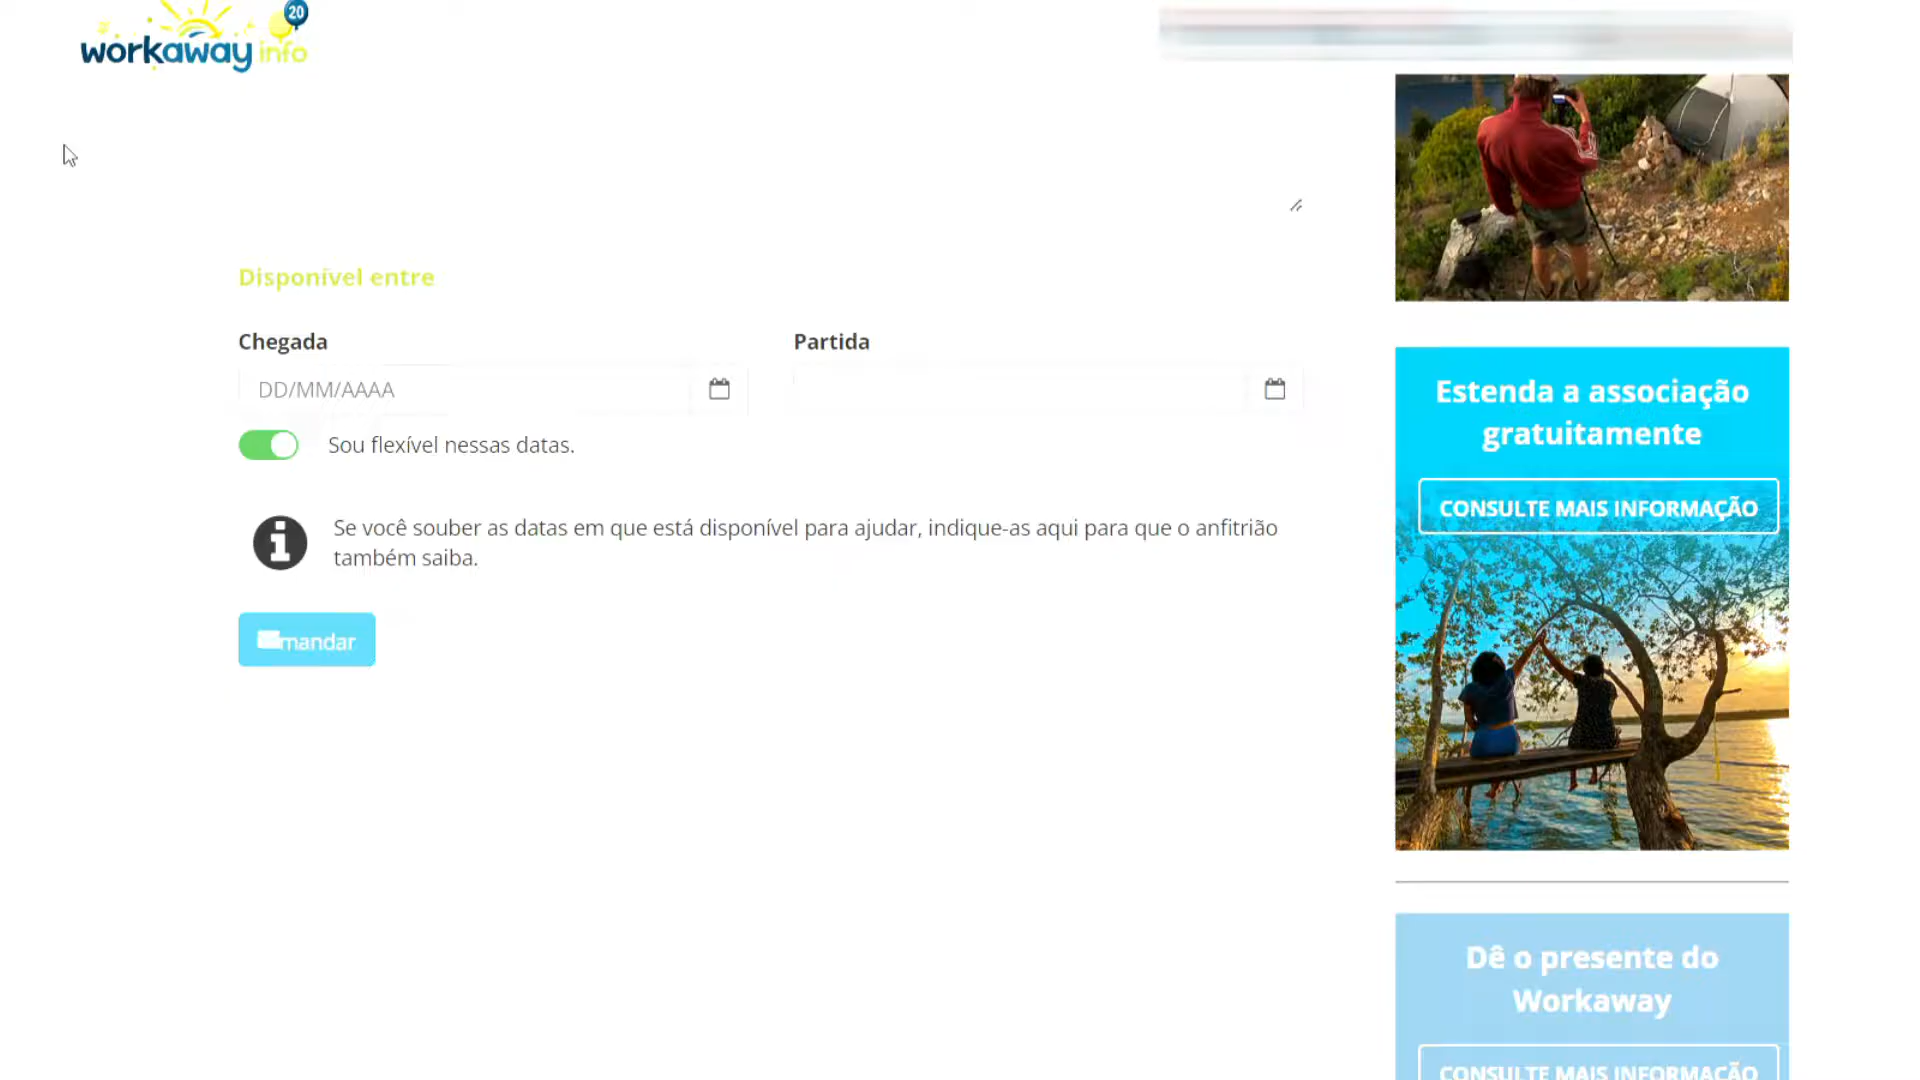 workaway info
20
Disponível entre
Chegada
Partida
DD/MM/AAAA
Sou flexível nessas datas.
Se você souber as datas em que está disponível para ajudar, indique-as aqui para que o anfitrião
também saiba.
mandar
Estenda a associação
gratuitamente
CONSULTE MAIS INFORMAÇÃO
Dê o presente do
Workaway
CONSULTE MAIS INFORMAÇÃO